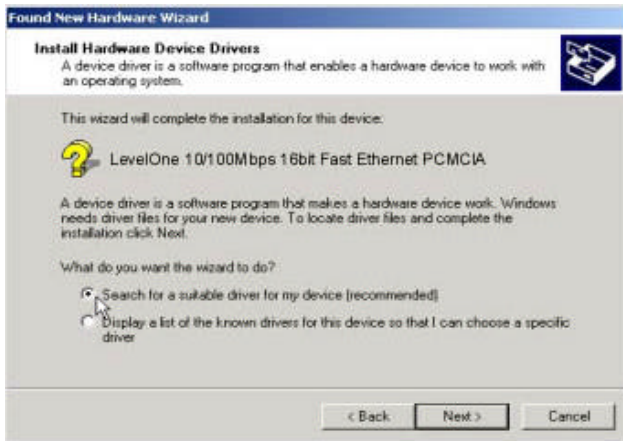 Found New Hardware Wizard
Install Hardware Device Drivers
A device driver is a software program that enables a hardware device to work with
an operating system.
This wizard will complete the installation for this device:
LevelOne 10/100Mbps 16bit Fast Ethernet PCMCIA
A device driver is a software program that makes a hardware device work. Windows
needs driver files for your new device. To locate driver files and complete the
installation click Next.
What do you want the wizard to do?
Search for a suitable driver for my device (recommended)
Display a list of the known drivers for this device so that I can choose a specific
driver
< Back Next > Cancel